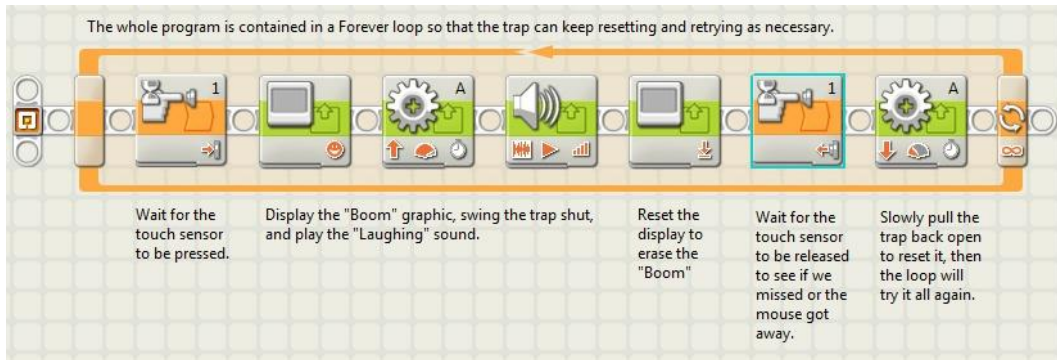 The whole program is contained in a Forever loop so that the trap can keep resetting and retrying as necessary.
1
A
1
A
Wait for the
touch sensor
to be pressed.
Display the "Boom" graphic, swing the trap shut,
and play the "Laughing" sound.
Reset the
display to
erase the
"Boom"
Wait for the
touch sensor
to be released
to see if we
missed or the
mouse got
away.
Slowly pull the
trap back open
to reset it, then
the loop will
try it all again.